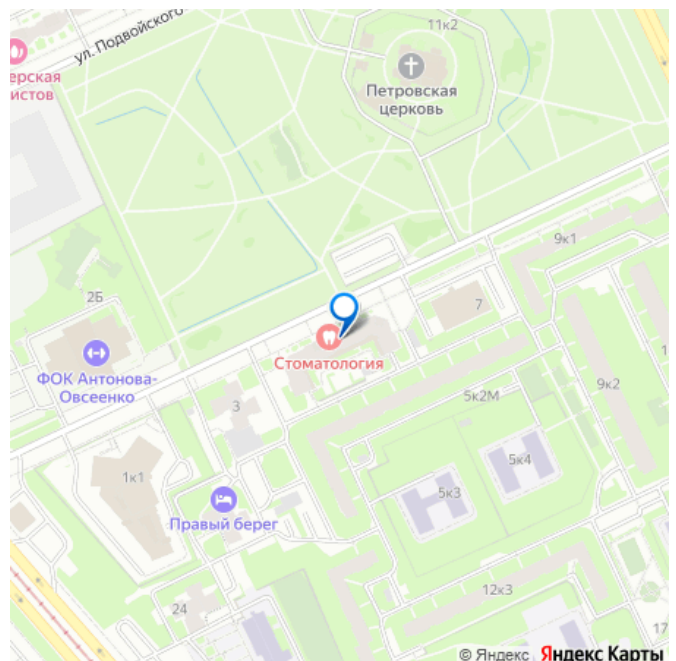 11к2
ул. Подвойского
Петровская
церковь
ерская
истов
9к1
2Б
7
Стоматология
ФОК Антонова-
Овсеенко
9к2
1
5к2М
3
5к4
1к1
5к3
Правый берег
12к3
24
17
© Яндекс Яндекс Карты